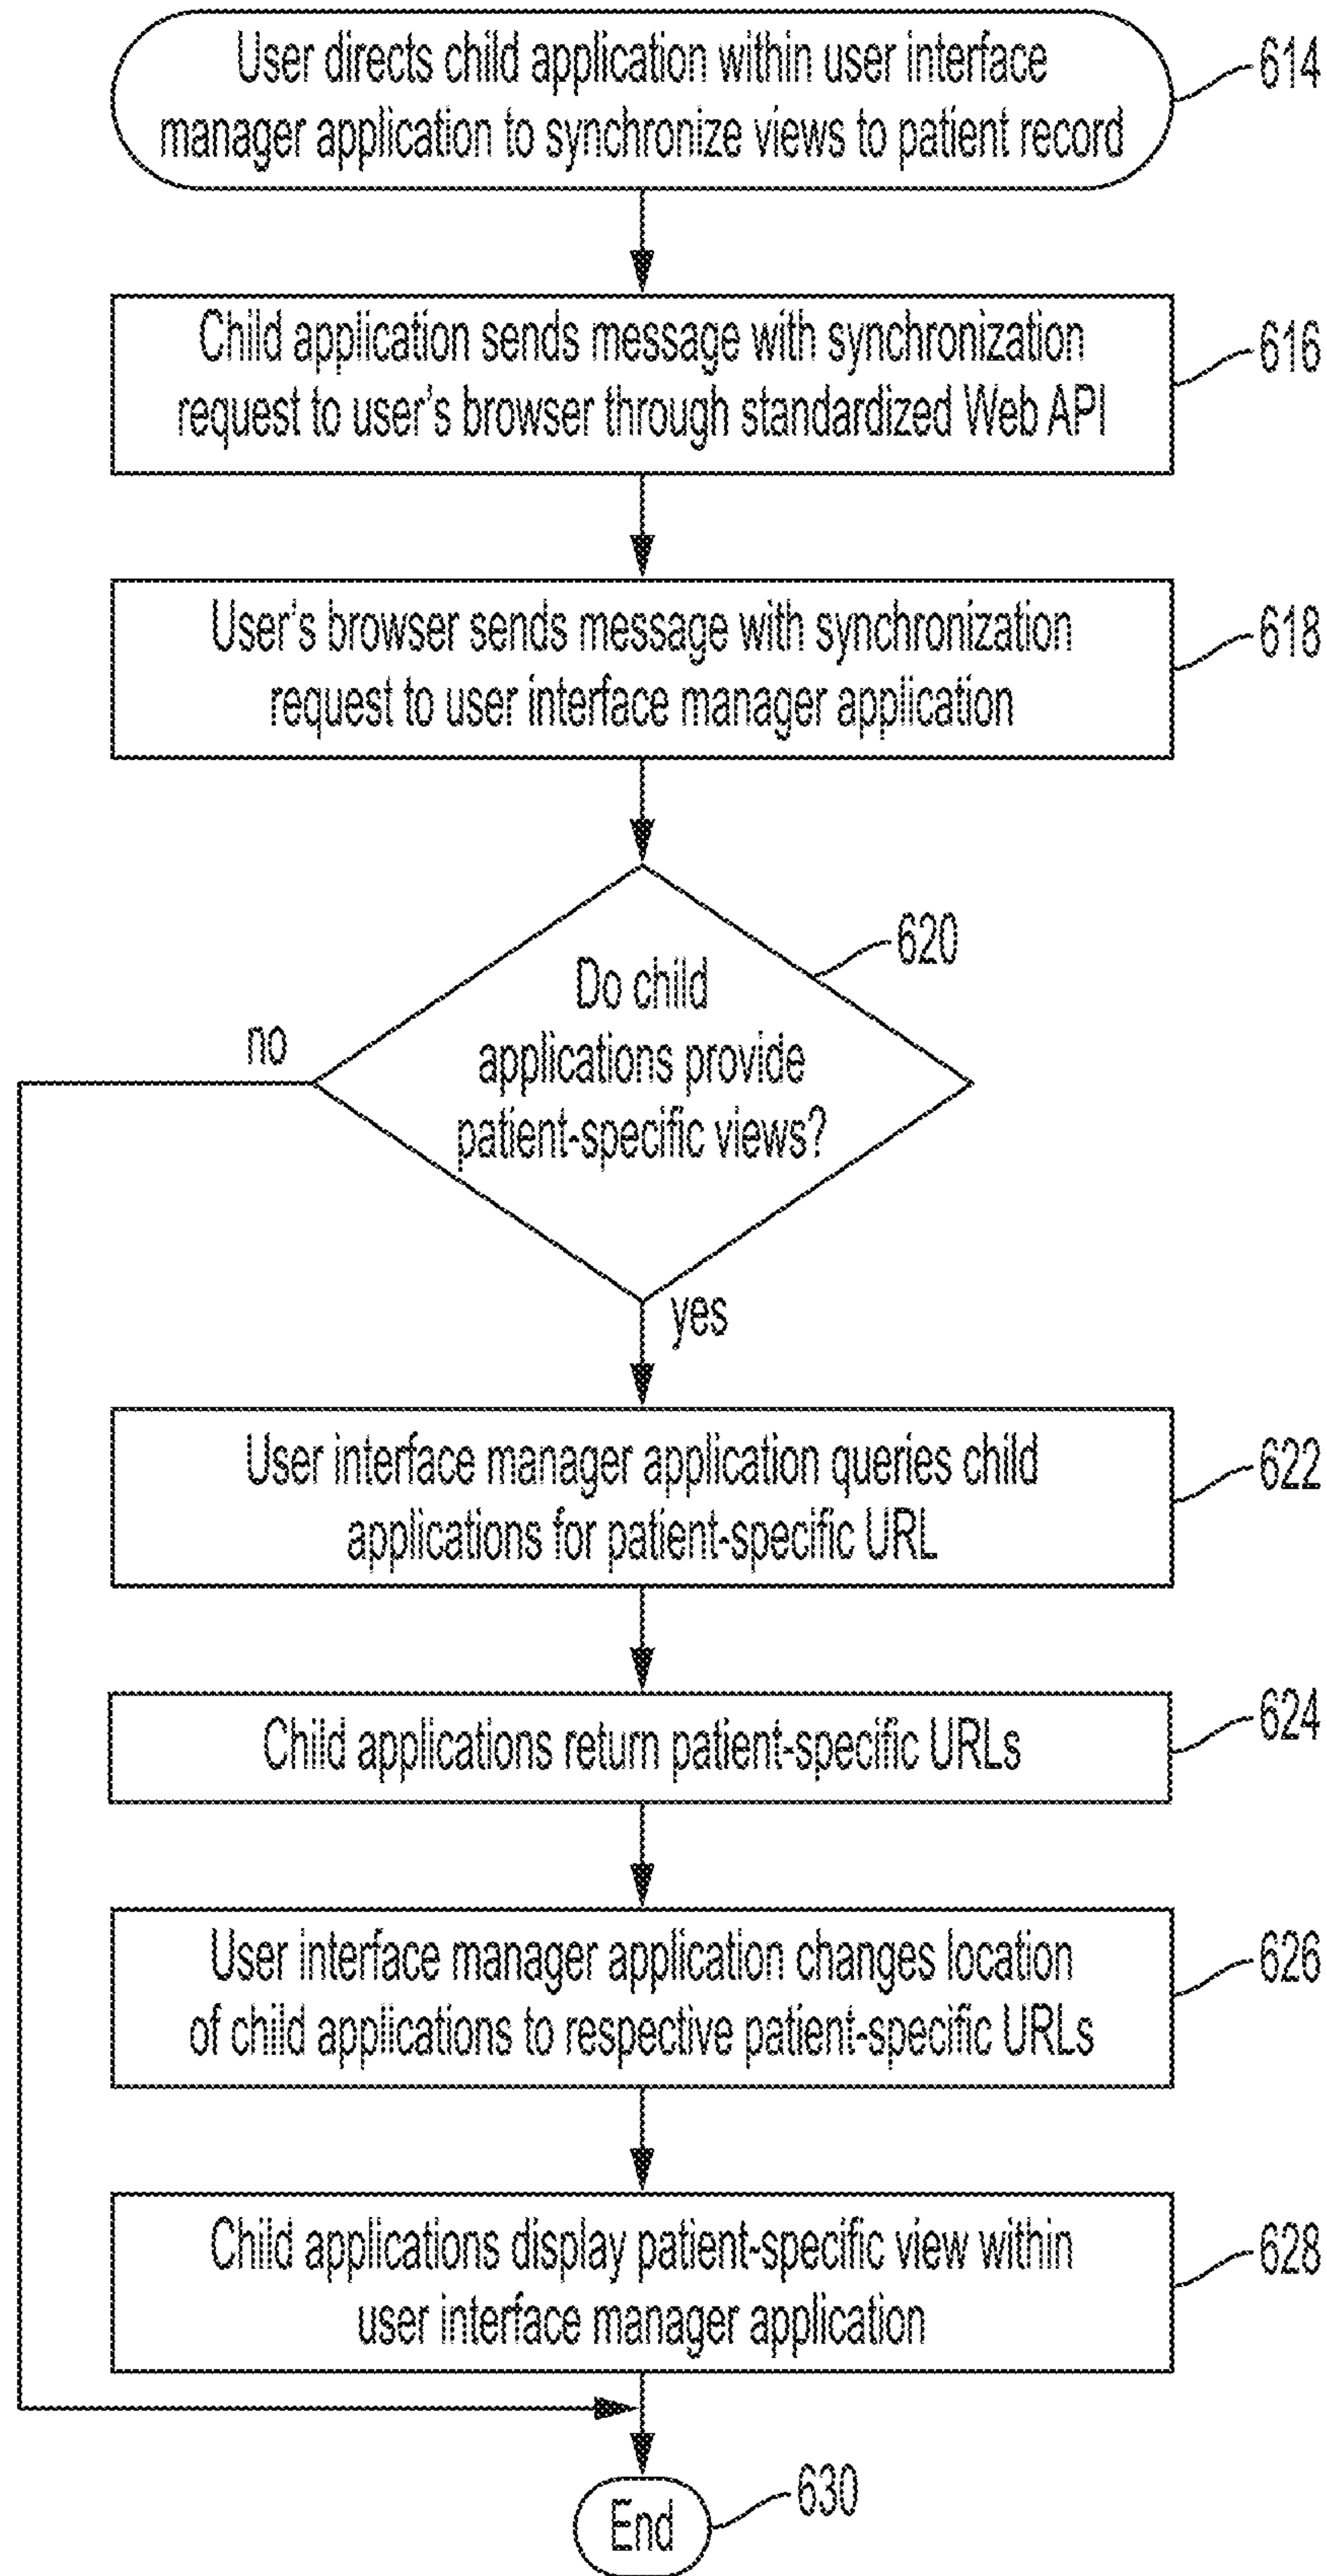 User directs child application within user interface
manager application to synchronize views to patient record
614
Child application sends message with synchronization
request to user's browser through standardized Web API
616
User's browser sends message with synchronization
request to user interface manager application
618
620
Do child
applications provide
patient-specific views?
no
yes
User interface manager application queries child
applications for patient-specific URL
622
Child applications return patient-specific URLs
624
User interface manager application changes location
of child applications to respective patient-specific URLs
626
Child applications display patient-specific view within
user interface manager application
628
End
630